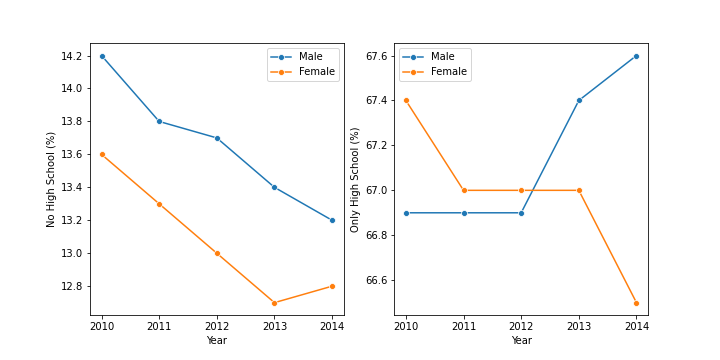 Male
Female
14.2
14.0
13.8
13.6
13.4
13.2
13.0
12.8
No High School (%)
2010 2011 2012 2013 2014
Year
Male
Female
67.6
67.4
67.2
67.0
66.8
66.6
Only High School (%)
2010 2011 2012 2013 2014
Year